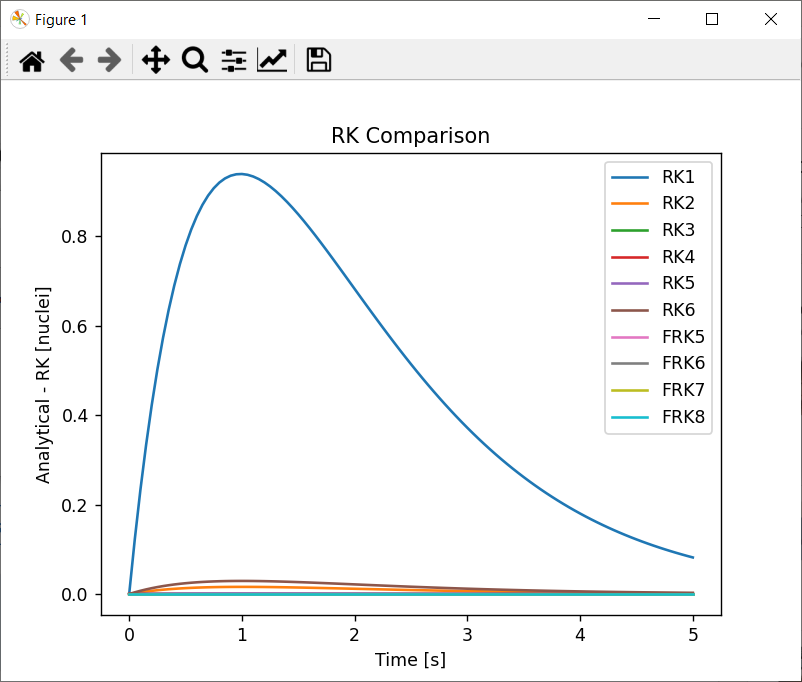 Figure 1
RK Comparison
RK1
RK2
RK3
RK4
RK5
RK6
FRK5
FRK6
FRK7
FRK8
Analytical - RK [nuclei]
0.8
0.6
0.4
0.2
0.0
0 1 2 3 4 5
Time [s]